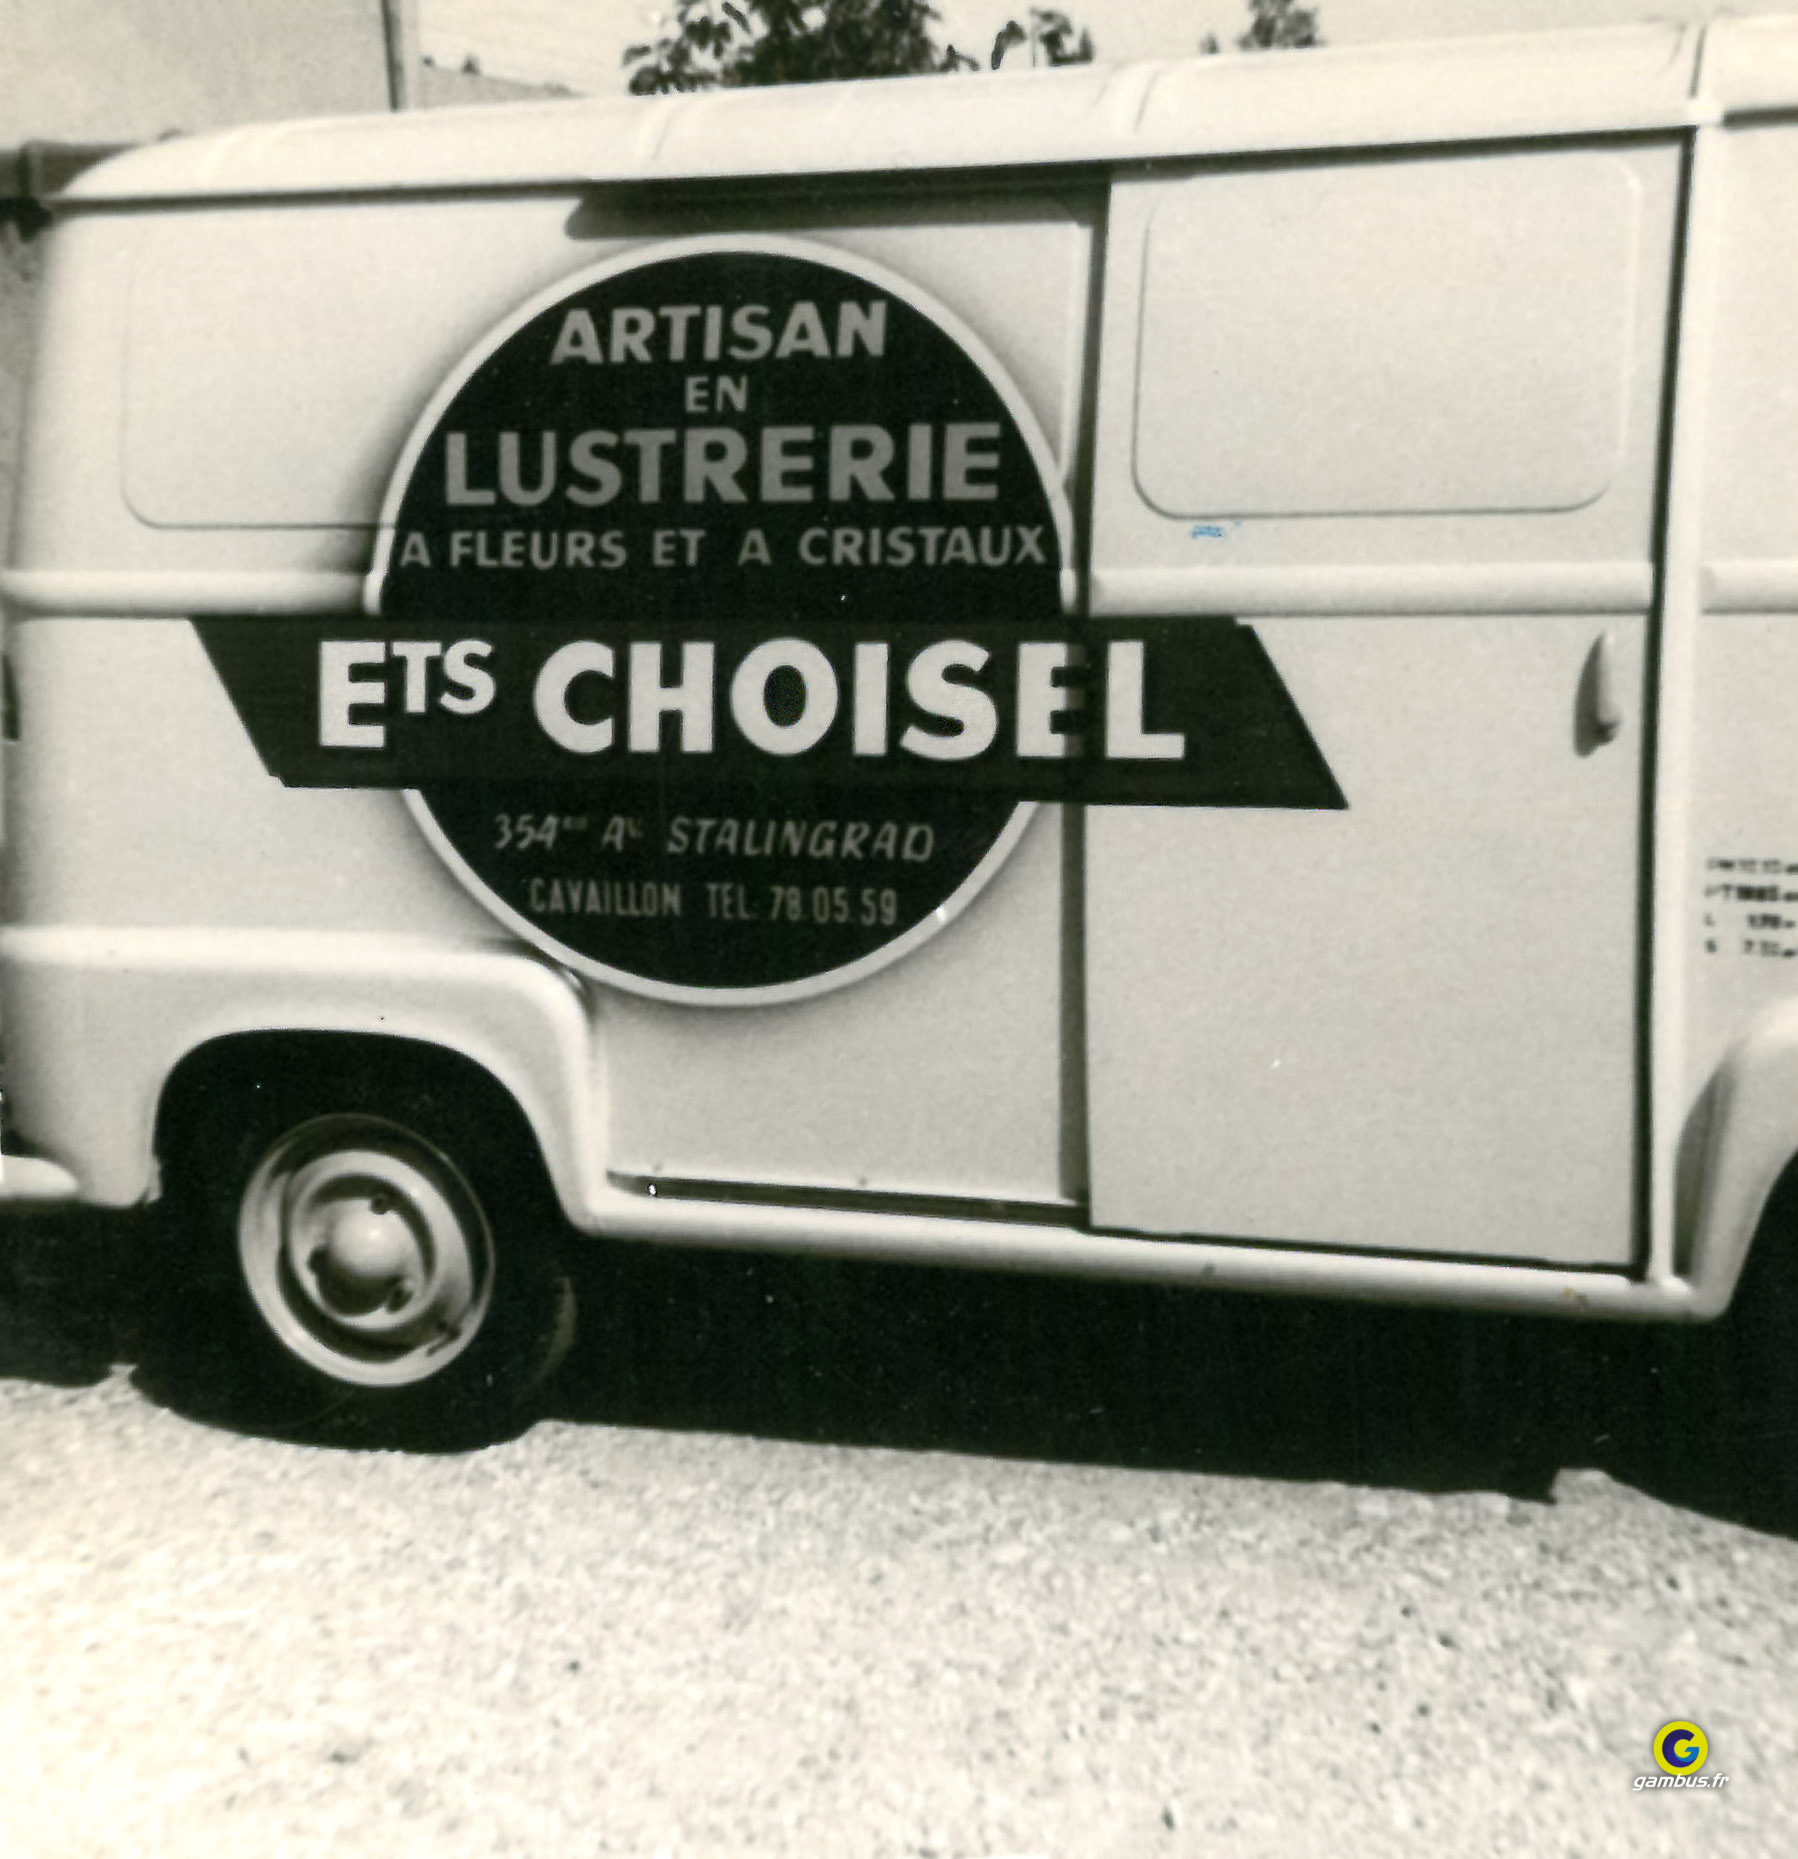 ARTISAN
EN
LUSTRERIE
A FLEURS ET A CRISTAUX
ETS CHOISEL
354 AV. STALINGRAD
CAVAILLON TEL. 78.05.59
G
gambus.fr